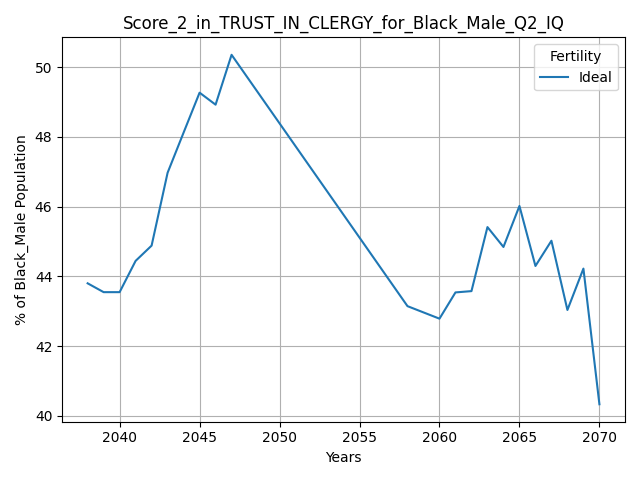 Score_2_in_TRUST_IN_CLERGY_for_Black_Male_Q2_IQ
Fertility
Ideal
% of Black_Male Population
50
48
46
44
42
40
2040
2045
2050
2055
2060
2065
2070
Years